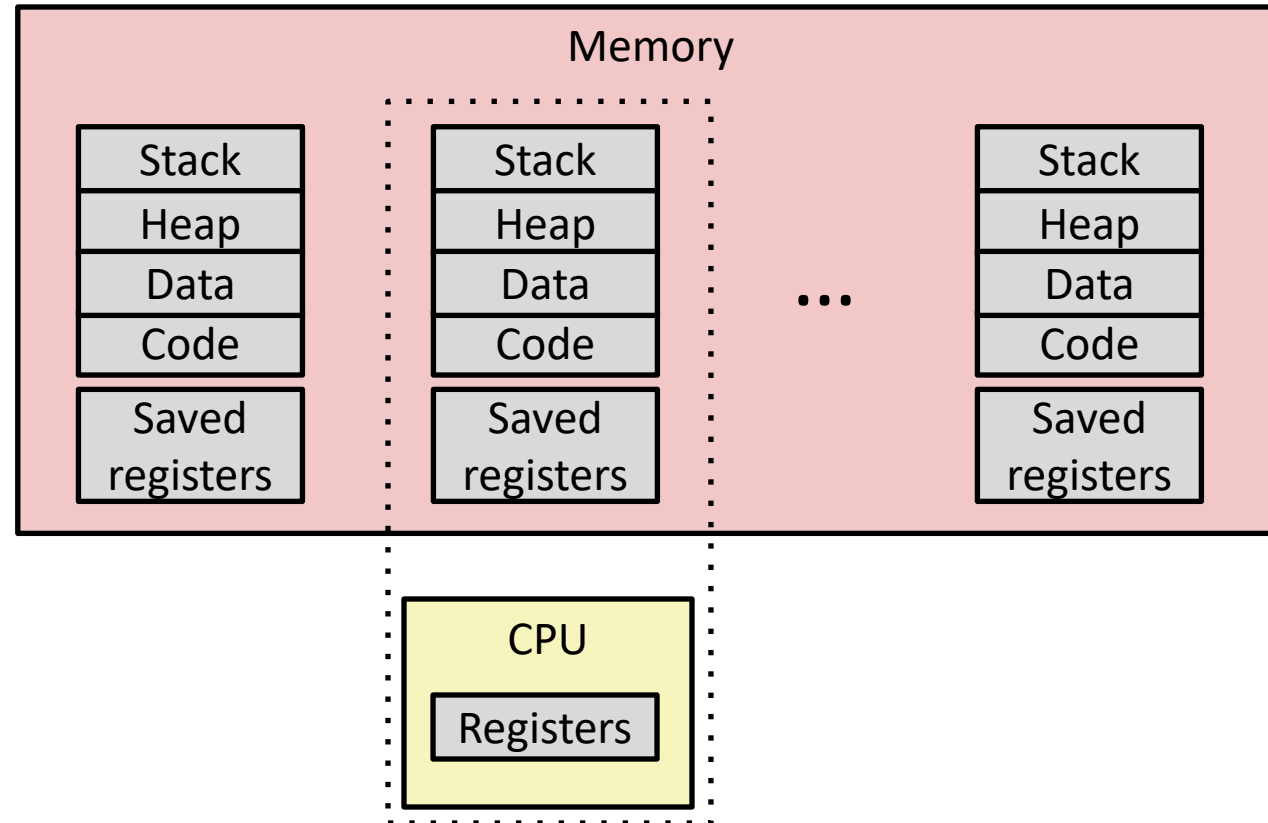 Memory
Stack
Heap
Data
Code
Saved
registers
Stack
Heap
Data
Code
Saved
registers
...
Stack
Heap
Data
Code
Saved
registers
CPU
Registers